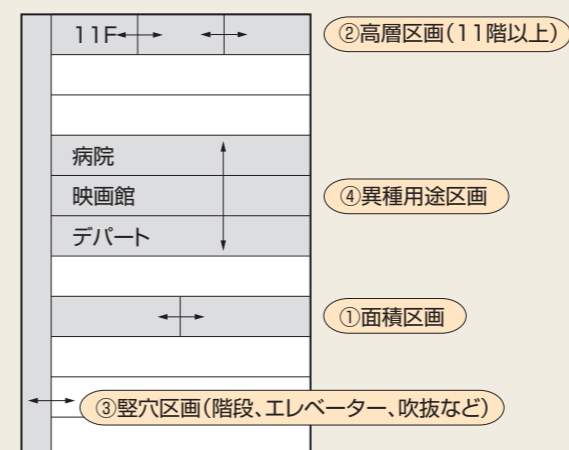 11F
②高層区画(11階以上)
病院
映画館
④異種用途区画
デパート
①面積区画
③竪穴区画(階段、エレベーター、吹抜など)